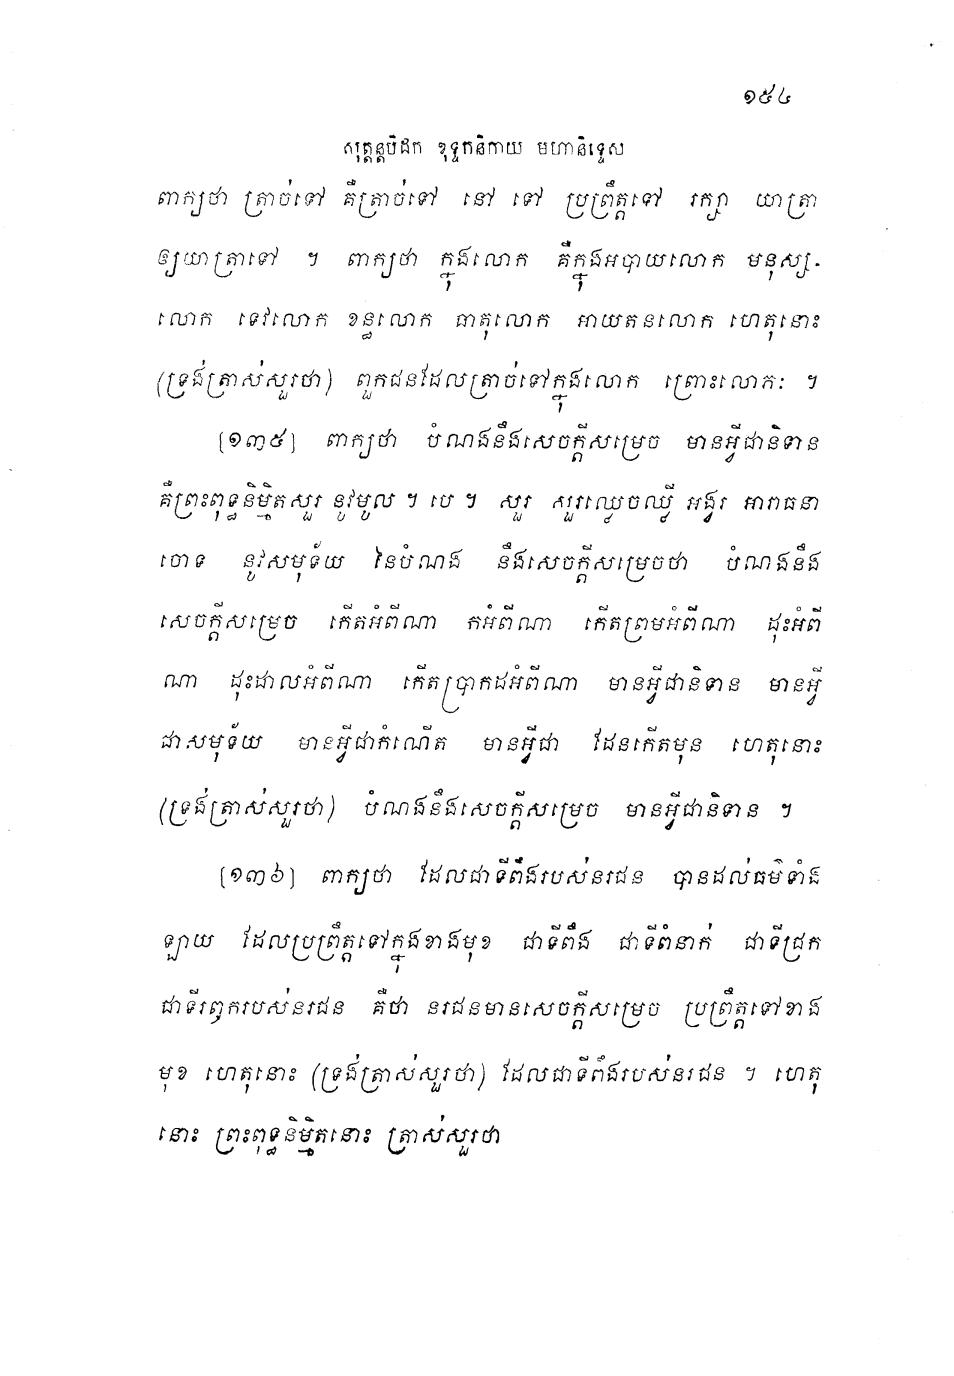 ១៥៤
សុត្តន្តបិដក ខុទ្ទកនិកាយ មហានិទ្ទេស
ពាក្យថា ត្រាច់ទៅ គឺត្រាច់ទៅ នៅ ទៅ ប្រព្រឹត្តទៅ រក្សា យាត្រា
ឲ្យយាត្រាទៅ ។ ពាក្យថា ក្នុងលោក គឺក្នុងអបាយលោក មនុស្ស-
លោក ទេវលោក ខន្ធលោក ធាតុលោក អាយតនលោក ហេតុនោះ
(ទ្រង់ត្រាស់សួរថា) ពួកជនដែលត្រាច់ទៅក្នុងលោក ព្រោះលោភៈ ។
[១៣៥] ពាក្យថា បំណងនឹងសេចក្តីសម្រេច មានអ្វីជានិទាន
គឺព្រះពុទ្ធនិម្មិតសួរ នូវមូល ។ បេ ។ សួរ សួរឈ្វេចឈ្វី អង្វរ អារាធនា
ចោទ នូវសមុទ័យ នៃបំណង នឹងសេចក្តីសម្រេចថា បំណងនឹង
សេចក្តីសម្រេច កើតអំពីណា កអំពីណា កើតព្រមអំពីណា ដុះអំពី
ណា ដុះដាលអំពីណា កើតប្រាកដអំពីណា មានអ្វីជានិទាន មានអ្វី
ជាសមុទ័យ មានអ្វីជាកំណើត មានអ្វីជា ដែនកើតមុន ហេតុនោះ
(ទ្រង់ត្រាស់សួរថា) បំណងនឹងសេចក្តីសម្រេច មានអ្វីជានិទាន ។
[១៣៦] ពាក្យថា ដែលជាទីពឹងរបស់នរជន បានដល់ធម៌ទាំង
ឡាយ ដែលប្រព្រឹត្តទៅក្នុងខាងមុខ ជាទីពឹង ជាទីពំនាក់ ជាទីជ្រក
ជាទីរឭករបស់នរជន គឺថា នរជនមានសេចក្តីសម្រេច ប្រព្រឹត្តទៅខាង
មុខ ហេតុនោះ (ទ្រង់ត្រាស់សួរថា) ដែលជាទីពឹងរបស់នរជន ។ ហេតុ
នោះ ព្រះពុទ្ធនិម្មិតនោះ ត្រាស់សួរថា